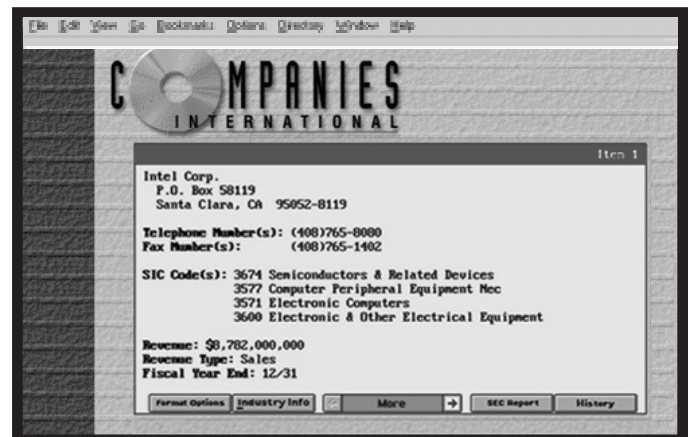 File Edit View Go Bookmarks Options Directory Window Help
COMPANIES
INTERNATIONAL
Item 1
Intel Corp.
P.O. Box 58119
Santa Clara, CA 95052-8119
Telephone Number(s): (408)765-8080
Fax Number(s): (408)765-1402
SIC Code(s): 3674 Semiconductors & Related Devices
3577 Computer Peripheral Equipment Nec
3571 Electronic Computers
3600 Electronic & Other Electrical Equipment
Revenue: $8,782,000,000
Revenue Type: Sales
Fiscal Year End: 12/31
Format Options Industry Info More SEC Report History